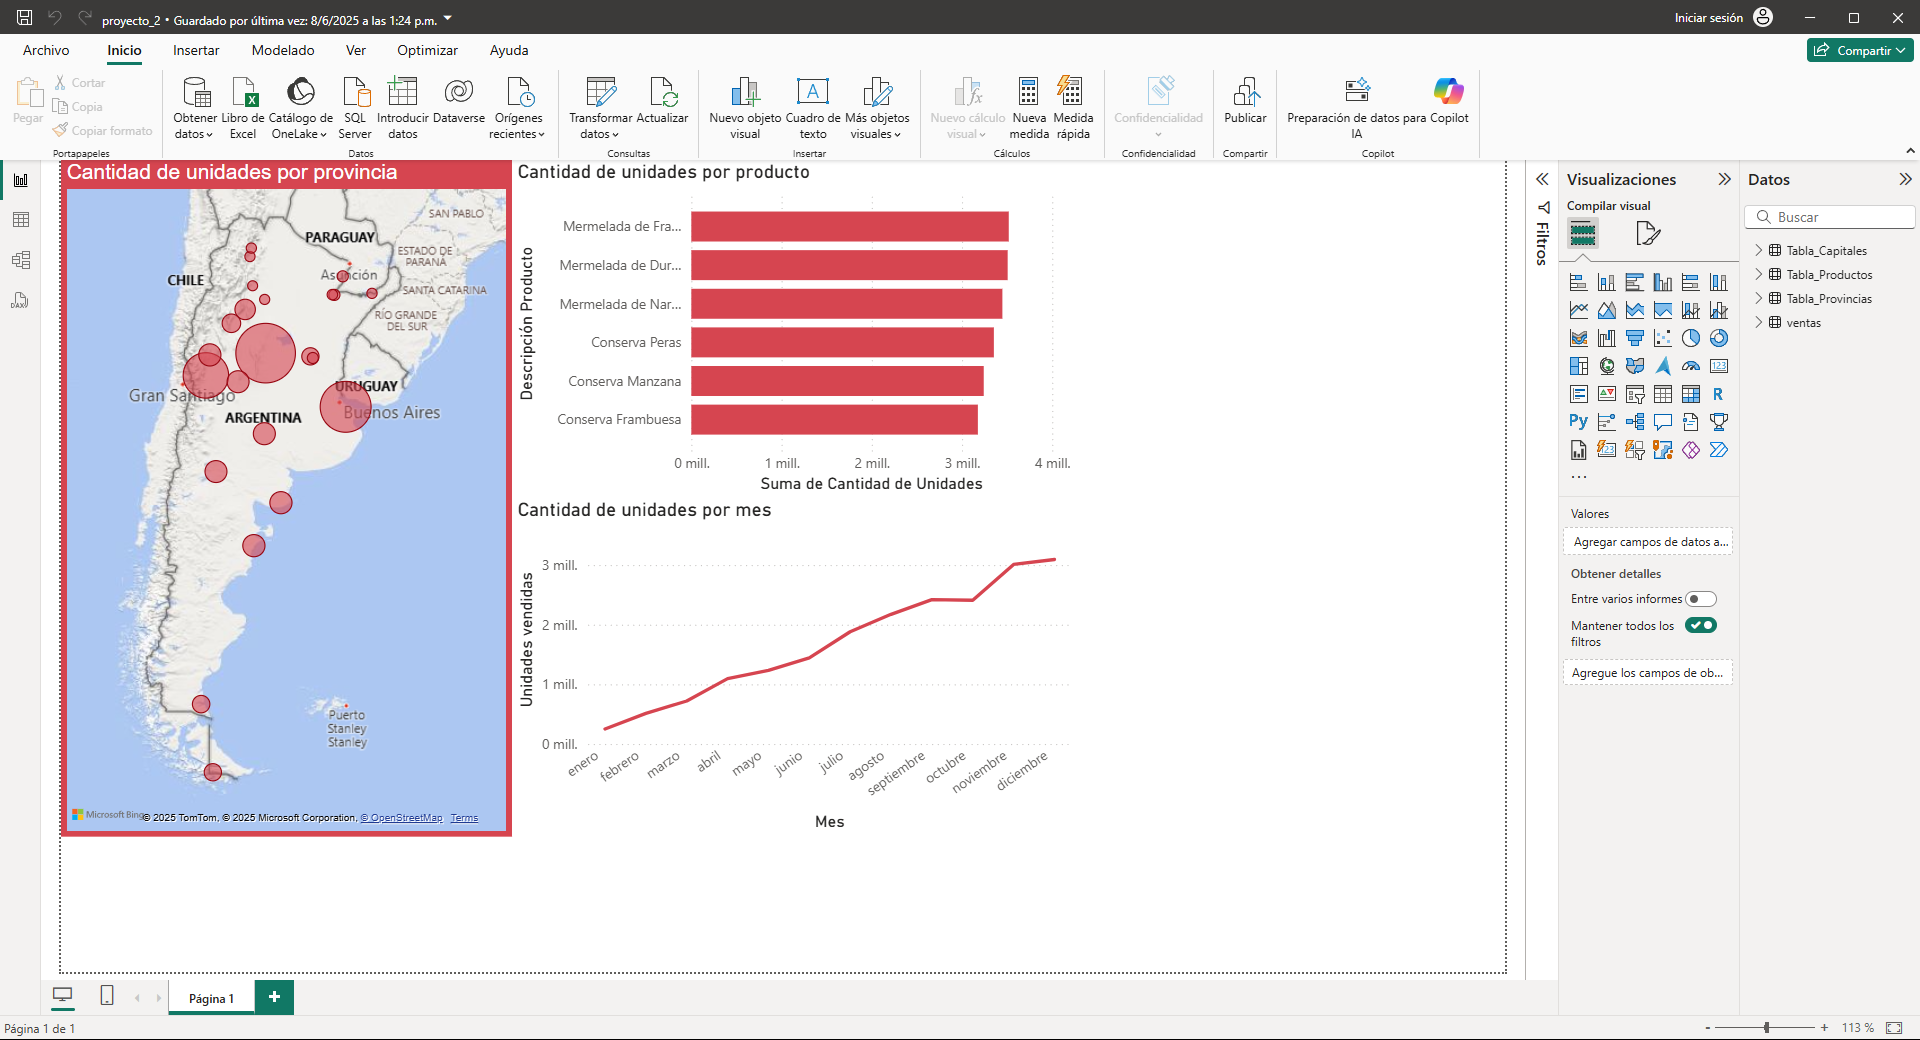 proyecto_2 • Guardado por última vez: 8/6/2025 a las 1:24 p.m.
Iniciar sesión
Archivo
Inicio
Insertar
Modelado
Ver
Optimizar
Ayuda
Compartir
Pegar
Cortar
Copia
Copiar formato
Portapapeles
Obtener datos
Libro de Excel
Catálogo de OneLake
SQL Server
Introducir datos
Dataverse
Orígenes recientes
Datos
Transformar datos
Actualizar
Consultas
Nuevo objeto visual
Cuadro de texto
Más objetos visuales
Insertar
Nuevo cálculo visual
Nueva medida
Medida rápida
Cálculos
Confidencialidad
Confidencialidad
Publicar
Compartir
Preparación de datos para IA
Copilot
Copilot
Cantidad de unidades por provincia
SAN PABLO
PARAGUAY
ESTADO DE PARANÁ
CHILE
Asunción
SANTA CATARINA
RÍO GRANDE DEL SUR
URUGUAY
Gran Santiago
Buenos Aires
ARGENTINA
Puerto Stanley
Stanley
Microsoft Bing
© 2025 TomTom, © 2025 Microsoft Corporation, © OpenStreetMap Terms
Cantidad de unidades por producto
Descripción Producto
Mermelada de Fra...
Mermelada de Dur...
Mermelada de Nar...
Conserva Peras
Conserva Manzana
Conserva Frambuesa
0 mill. 1 mill. 2 mill. 3 mill. 4 mill.
Suma de Cantidad de Unidades
Cantidad de unidades por mes
Unidades vendidas
3 mill.
2 mill.
1 mill.
0 mill.
enero febrero marzo abril mayo junio julio agosto septiembre octubre noviembre diciembre
Mes
Filtros
Visualizaciones
Compilar visual
R
Py
123
123
...
Valores
Agregar campos de datos a...
Obtener detalles
Entre varios informes
Mantener todos los filtros
Agregue los campos de ob...
Datos
Buscar
Tabla_Capitales
Tabla_Productos
Tabla_Provincias
ventas
Página 1
+
Página 1 de 1
- + 113 %